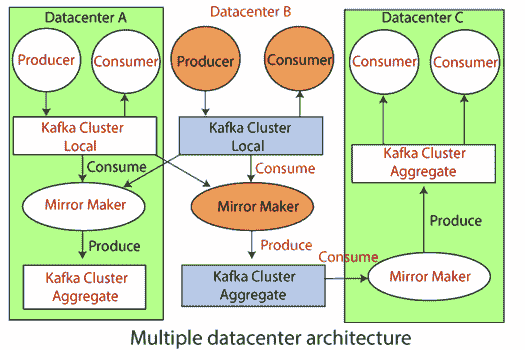 Datacenter A
Datacenter B
Datacenter C
Producer
Consumer
Producer
Consumer
Consumer
Consumer
Kafka Cluster
Local
Kafka Cluster
Local
Kafka Cluster
Aggregate
Consume
Consume
Mirror Maker
Mirror Maker
Produce
Produce
Produce
Consume
Kafka Cluster
Aggregate
Kafka Cluster
Aggregate
Mirror Maker
Multiple datacenter architecture